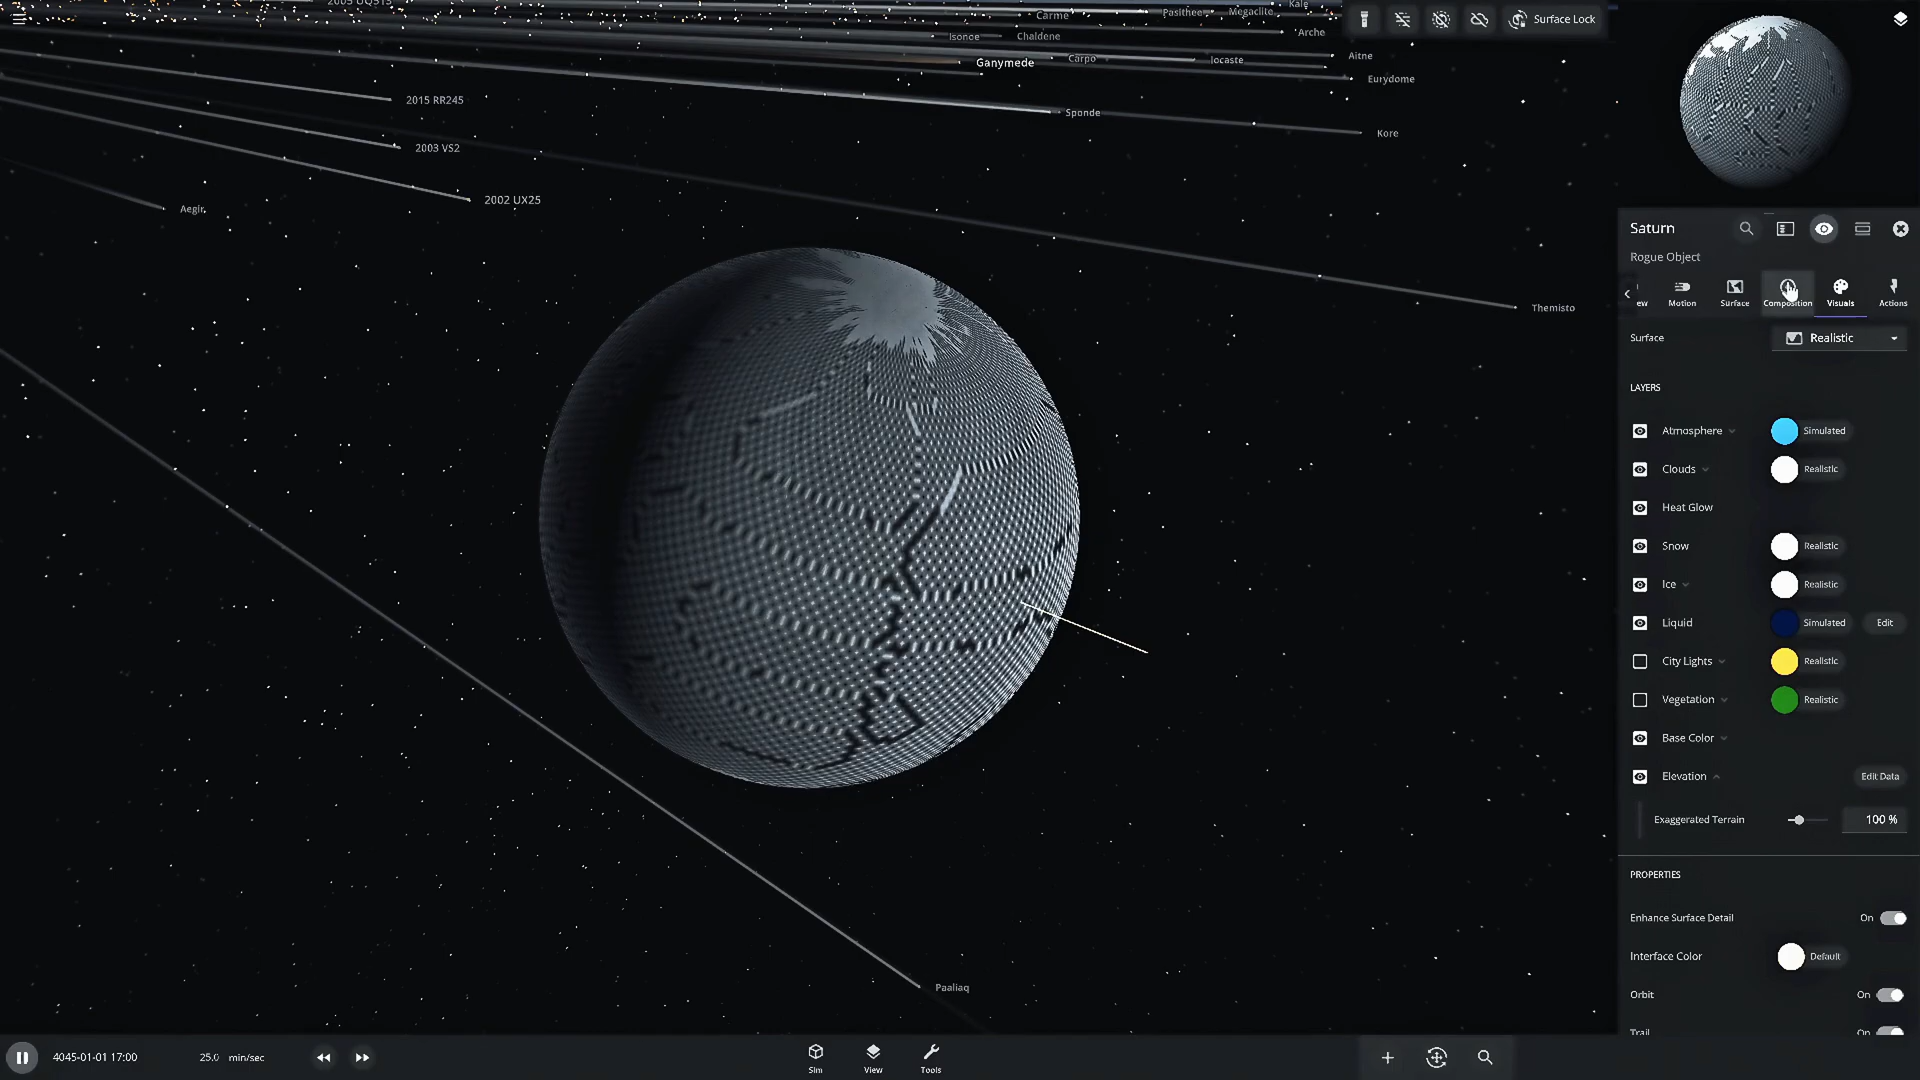 Carme
Pasithee
Megaclite
Kale
Isonoe
Chaldene
Arche
Surface Lock
Ganymede
Carpo
Iocaste
Aitne
Eurydome
2015 RR245
Sponde
Kore
2003 VS2
2002 UX25
Aegir
Themisto
Paaliaq
Saturn
Rogue Object
ew
Motion
Surface
Composition
Visuals
Actions
Surface
Realistic
LAYERS
Atmosphere
Simulated
Clouds
Realistic
Heat Glow
Snow
Realistic
Ice
Realistic
Liquid
Simulated
Edit
City Lights
Realistic
Vegetation
Realistic
Base Color
Elevation
Edit Data
Exaggerated Terrain
100 %
PROPERTIES
Enhance Surface Detail
On
Interface Color
Default
Orbit
On
Trail
On
4045-01-01 17:00
25.0 min/sec
Sim
View
Tools